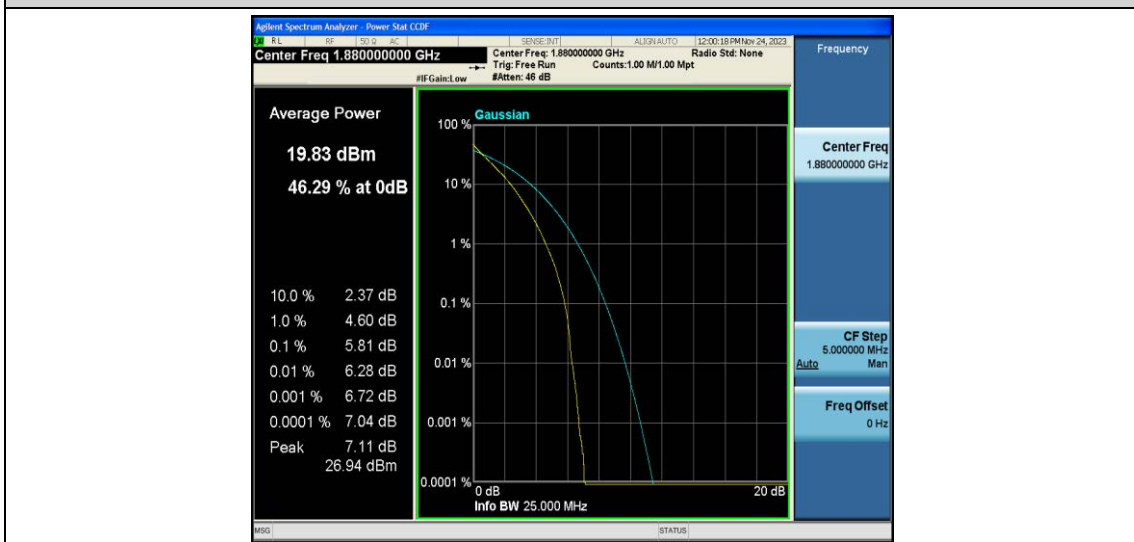 Agilent Spectrum Analyzer - Power Stat CCDF
RL RF 50 Ω AC SENSE:INT ALIGN AUTO 12:00:18 PM Nov 24, 2023
Center Freq 1.880000000 GHz
Center Freq: 1.880000000 GHz Radio Std: None
Trig: Free Run Counts:1.00 M/1.00 Mpt
#IFGain:Low #Atten: 46 dB
Frequency
Average Power
19.83 dBm
46.29 % at 0dB
10.0 % 2.37 dB
1.0 % 4.60 dB
0.1 % 5.81 dB
0.01 % 6.28 dB
0.001 % 6.72 dB
0.0001 % 7.04 dB
Peak 7.11 dB
26.94 dBm
Gaussian
100 %
10 %
1 %
0.1 %
0.01 %
0.001 %
0.0001 %
0 dB 20 dB
Info BW 25.000 MHz
Center Freq
1.880000000 GHz
CF Step
5.000000 MHz
Auto Man
Freq Offset
0 Hz
MSG STATUS